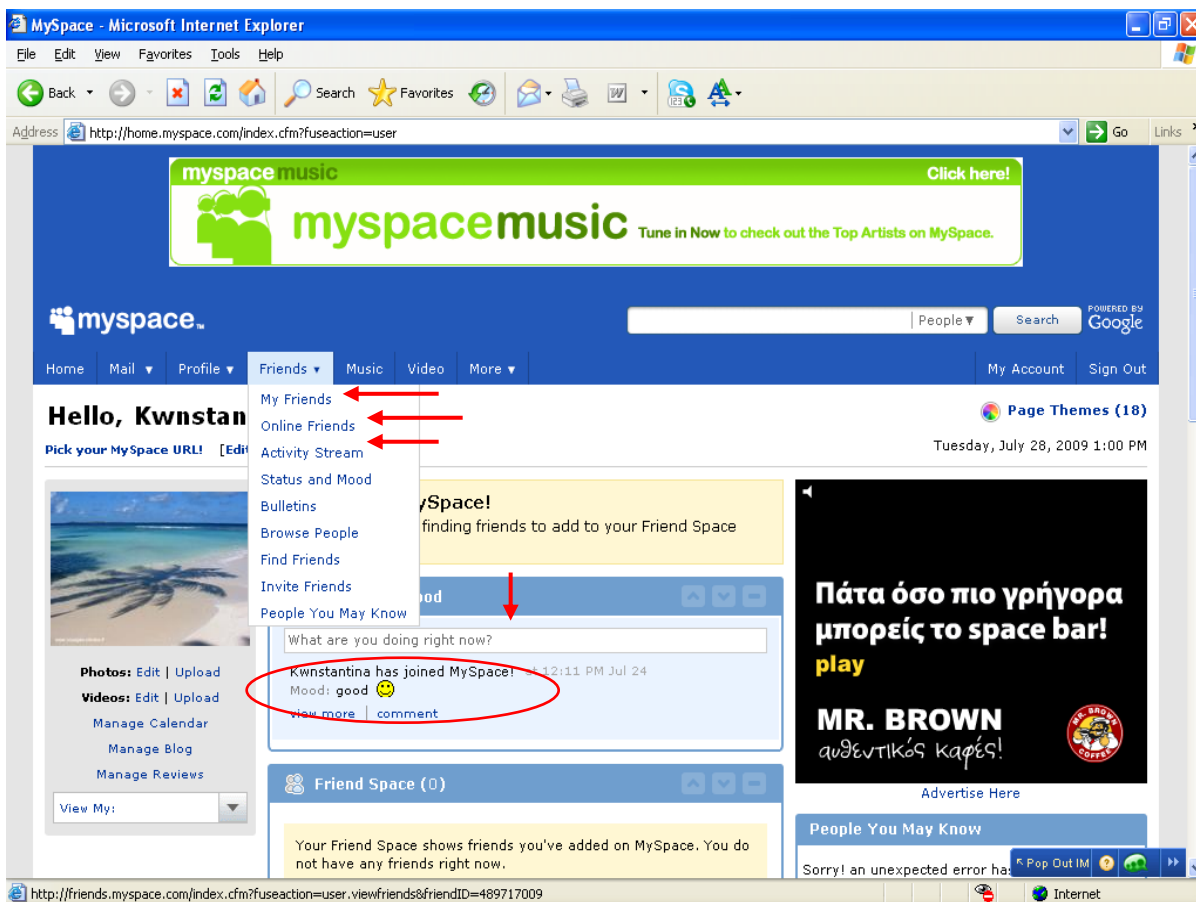 MySpace - Microsoft Internet Explorer
File Edit View Favorites Tools Help
Back Search Favorites
Address http://home.myspace.com/index.cfm?fuseaction=user Go Links
myspacemusic Click here!
myspacemusic Tune in Now to check out the Top Artists on MySpace.
myspace
People▼ Search POWERED BY Google
Home Mail ▼ Profile ▼ Friends ▼ Music Video More ▼ My Account Sign Out
My Friends
Online Friends
Activity Stream
Status and Mood
Bulletins
Browse People
Find Friends
Invite Friends
People You May Know
Hello, Kwnstan
Page Themes (18)
Pick your MySpace URL! [Edi
Tuesday, July 28, 2009 1:00 PM
ySpace!
finding friends to add to your Friend Space
ood
What are you doing right now?
Kwnstantina has joined MySpace! at 12:11 PM Jul 24
Mood: good
view more | comment
Photos: Edit | Upload
Videos: Edit | Upload
Manage Calendar
Manage Blog
Manage Reviews
View My:
Friend Space (0)
Your Friend Space shows friends you've added on MySpace. You do
not have any friends right now.
Πάτα όσο πιο γρήγορα
μπορείς το space bar!
play
MR. BROWN
αυθεντικός καφές!
MR. BROWN
COFFEE
Advertise Here
People You May Know
Sorry! an unexpected error ha
Pop Out IM
http://friends.myspace.com/index.cfm?fuseaction=user.viewfriends&friendID=489717009
Internet